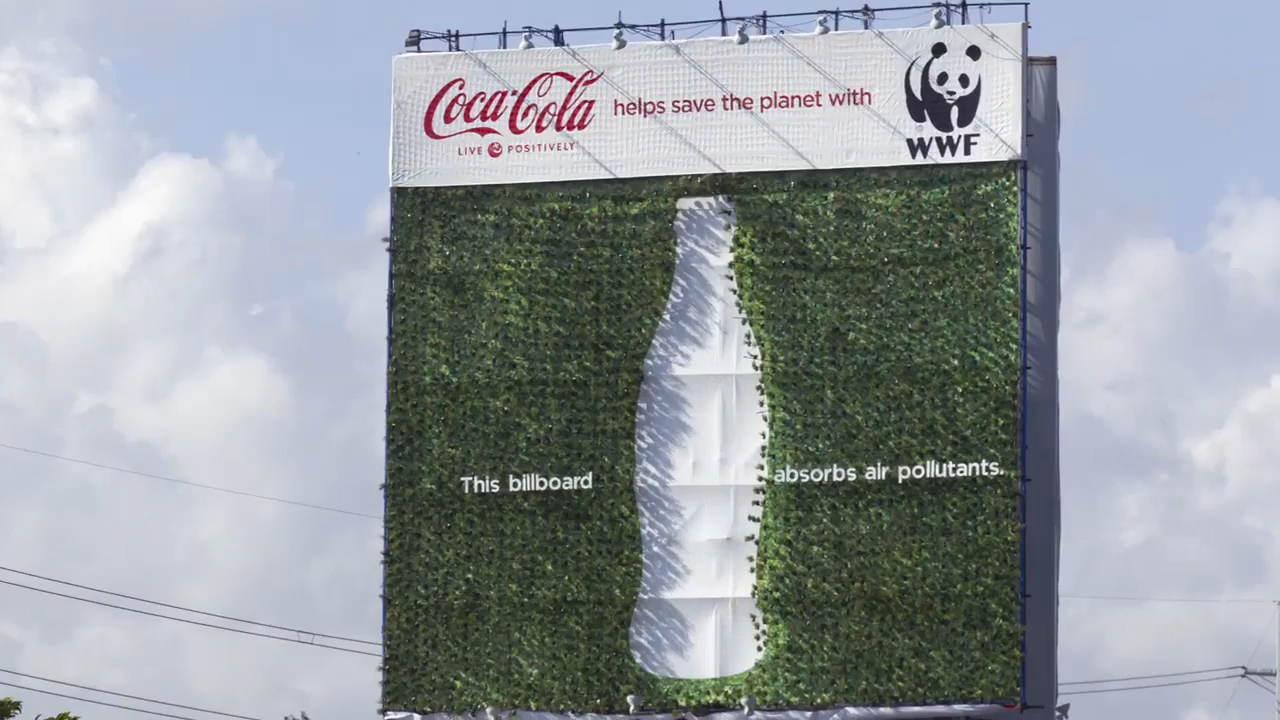 Coca-Cola helps save the planet with
LIVE POSITIVELY
WWF
This billboard absorbs air pollutants.